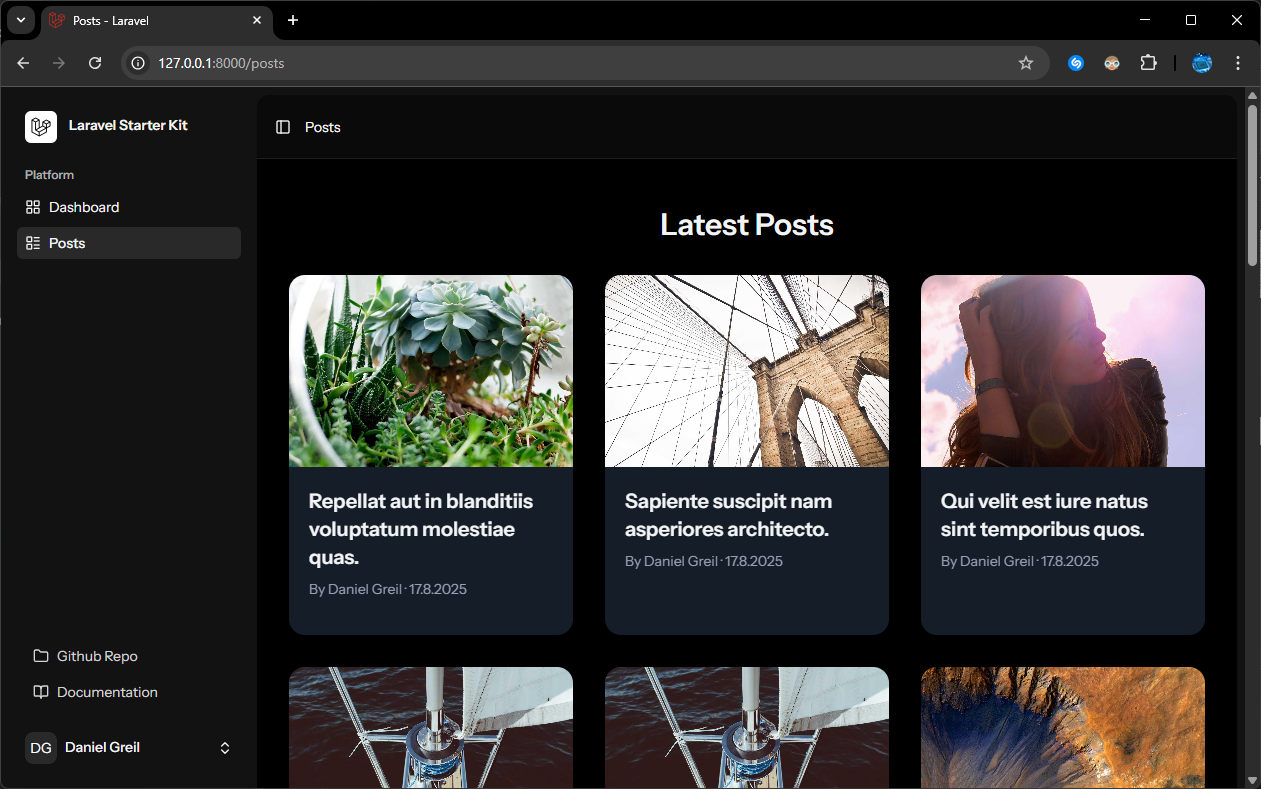 Posts - Laravel
127.0.0.1:8000/posts
Laravel Starter Kit
Platform
Dashboard
Posts
Github Repo
Documentation
DG
Daniel Greil
Posts
Latest Posts
Repellat aut in blanditiis
voluptatum molestiae
quas.
By Daniel Greil · 17.8.2025
Sapiente suscipit nam
asperiores architecto.
By Daniel Greil · 17.8.2025
Qui velit est iure natus
sint temporibus quos.
By Daniel Greil · 17.8.2025